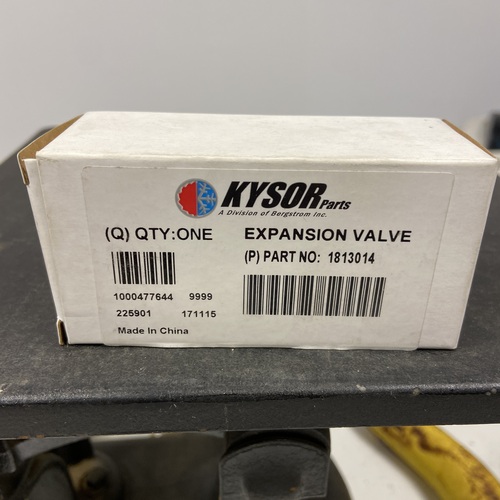 KYSOR Parts
A Division of Bergstrom Inc.
(Q) QTY:ONE EXPANSION VALVE
(P) PART NO: 1813014
1000477644 9999
225901 171115
Made In China